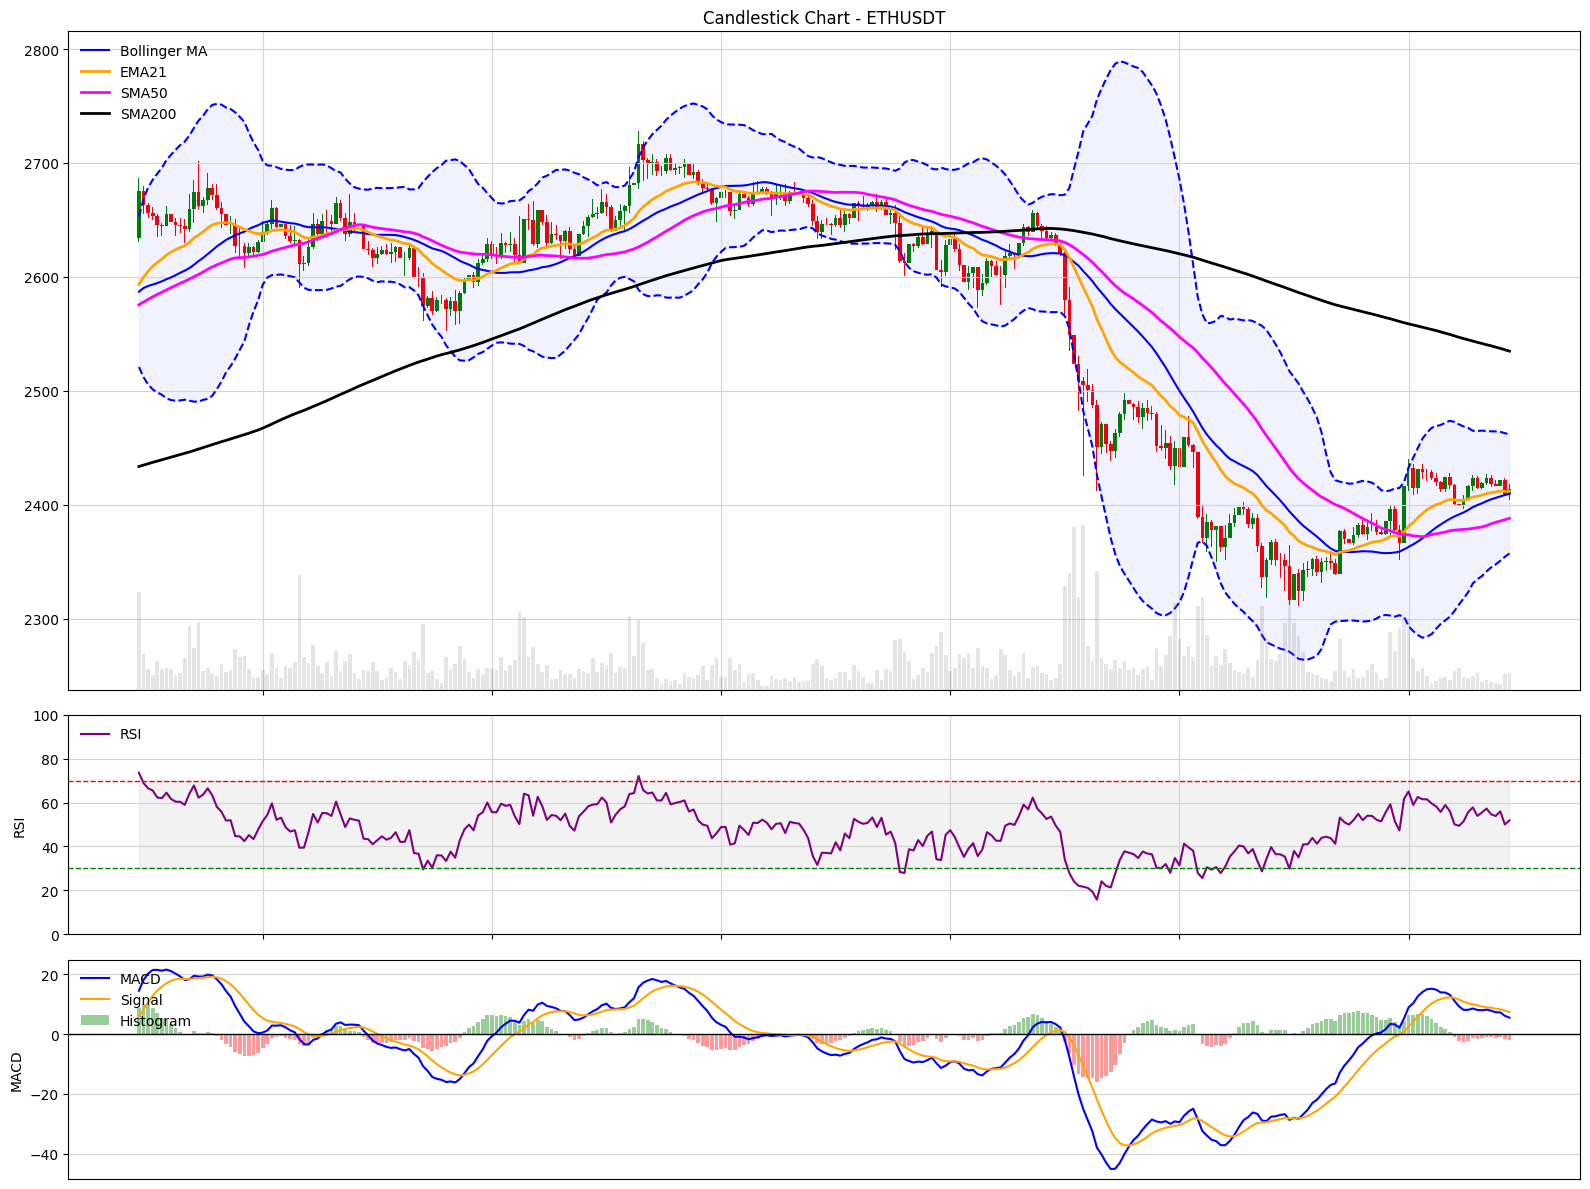 Candlestick Chart - ETHUSDT
Bollinger MA
EMA21
SMA50
SMA200
2800
2700
2600
2500
2400
2300
RSI
100
80
60
40
20
0
RSI
MACD
Signal
Histogram
20
0
−20
−40
MACD